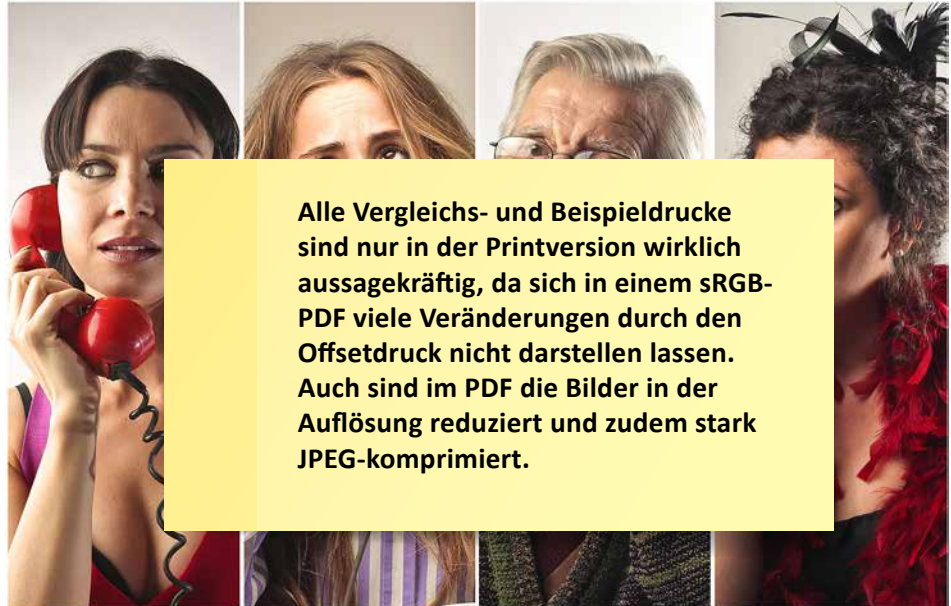 Alle Vergleichs- und Beispieldrucke
sind nur in der Printversion wirklich
aussagekräftig, da sich in einem sRGB-
PDF viele Veränderungen durch den
Offsetdruck nicht darstellen lassen.
Auch sind im PDF die Bilder in der
Auflösung reduziert und zudem stark
JPEG-komprimiert.